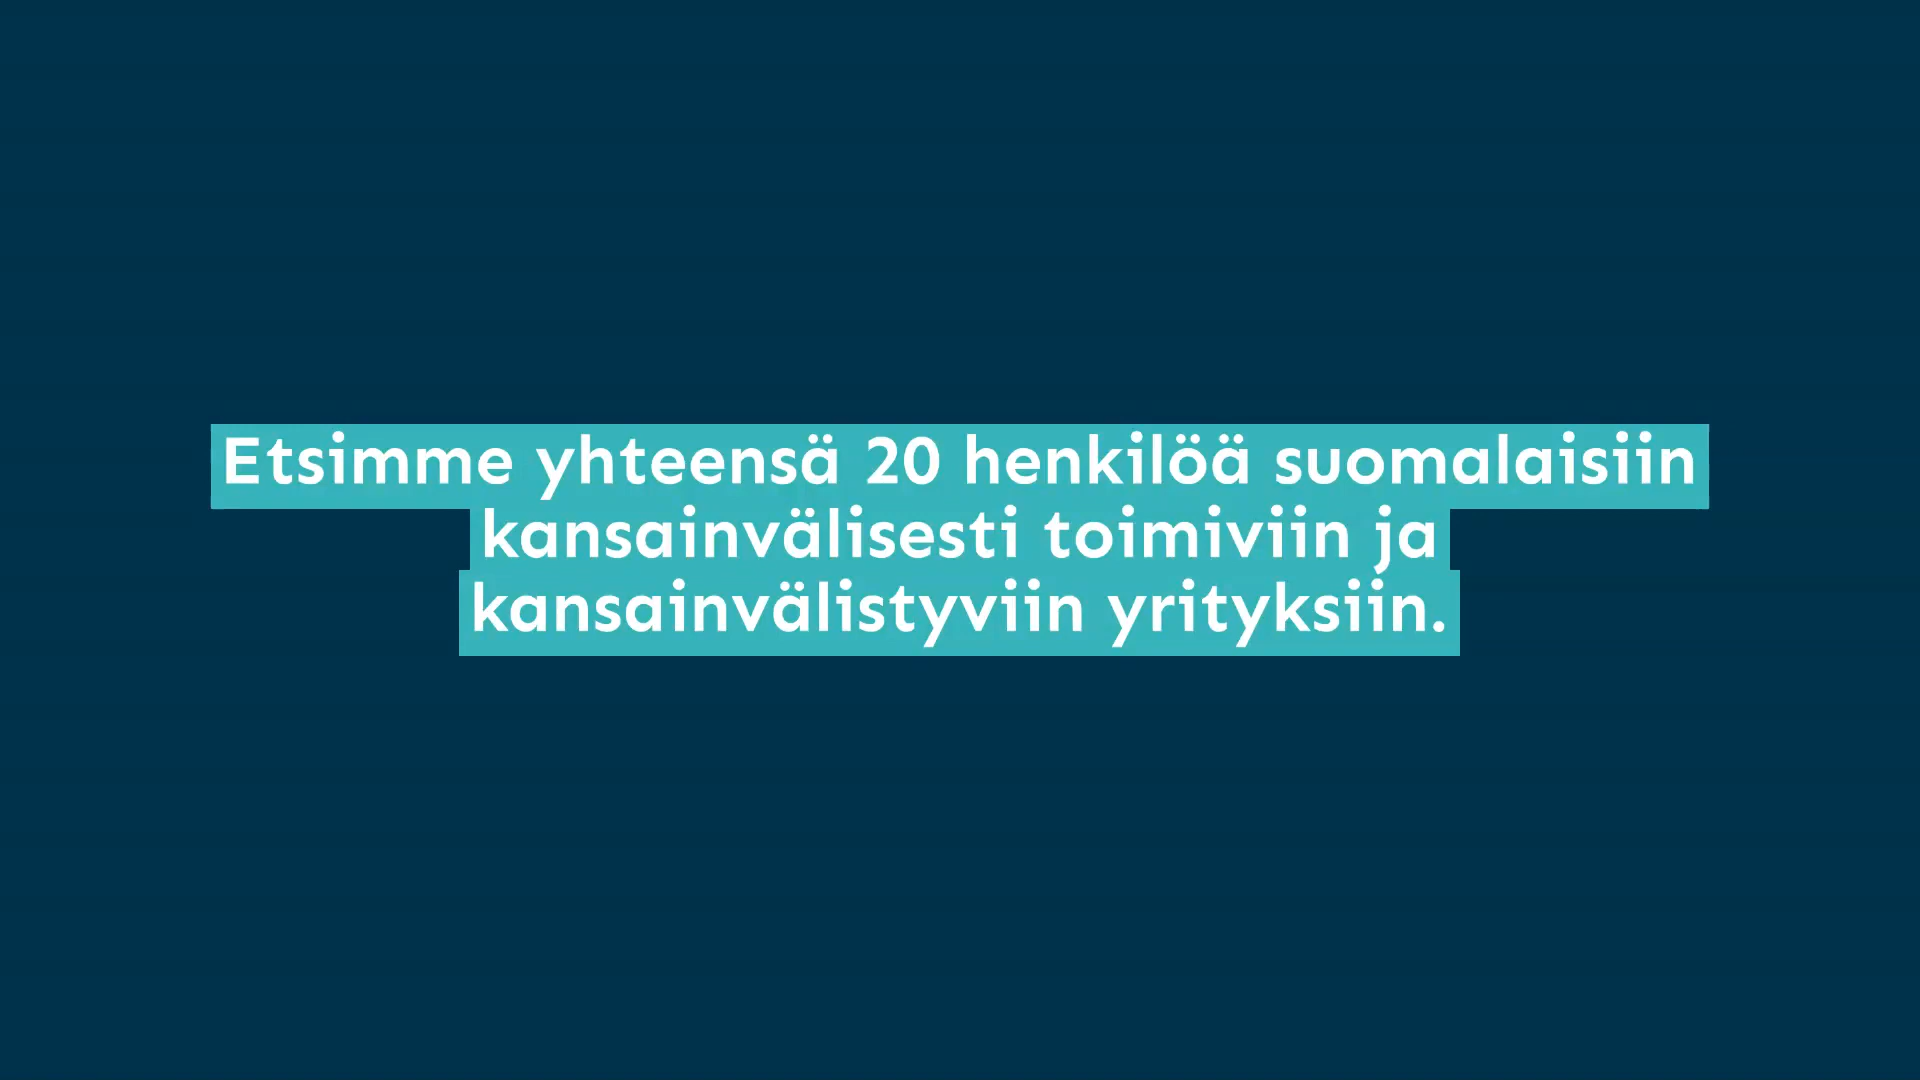 Etsimme yhteensä 20 henkilöä suomalaisiin
kansainvälisesti toimiviin ja
kansainvälistyviin yrityksiin.